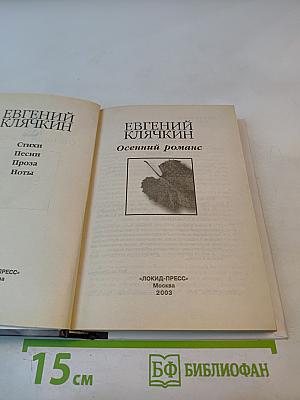 ЕВГЕНИЙ
КЛЯЧКИН
Стихи
Песни
Проза
Ноты
ЕВГЕНИЙ
КЛЯЧКИН
Осенний романс
«ЛОКИД-ПРЕСС»
Москва
2003
15 см
БФ БИБЛИОФАН